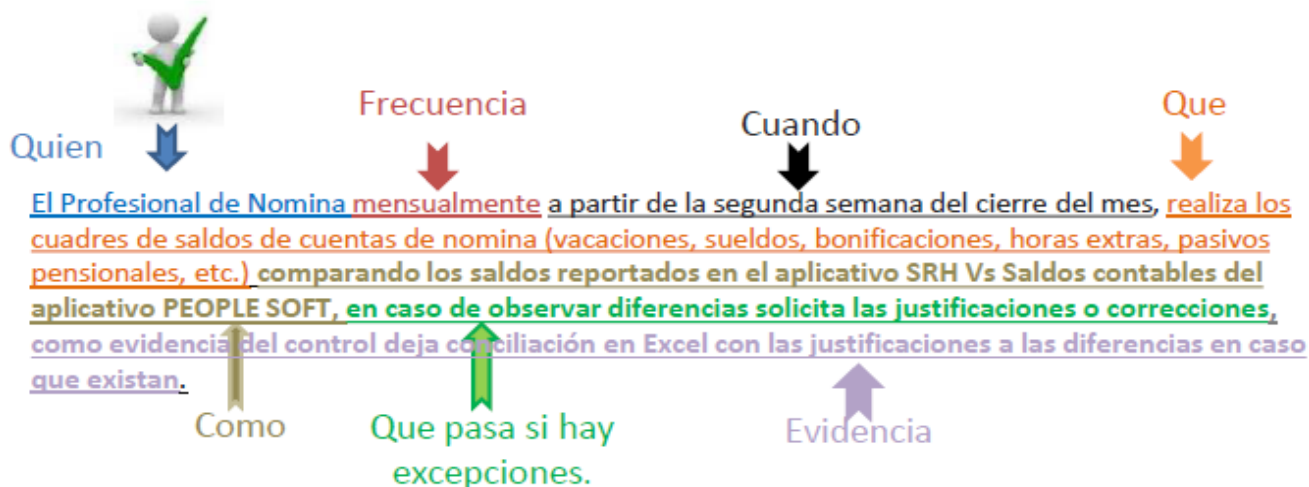 Frecuencia
Que
Cuando
Quien
El Profesional de Nomina mensualmente a partir de la segunda semana del cierre del mes, realiza los
cuadres de saldos de cuentas de nomina (vacaciones, sueldos, bonificaciones, horas extras, pasivos
pensionales, etc.) comparando los saldos reportados en el aplicativo SRH Vs Saldos contables del
aplicativo PEOPLE SOFT, en caso de observar diferencias solicita las justificaciones o correcciones,
como evidencia del control deja conciliación en Excel con las justificaciones a las diferencias en caso
que existan.
Como
Que pasa si hay
excepciones.
Evidencia